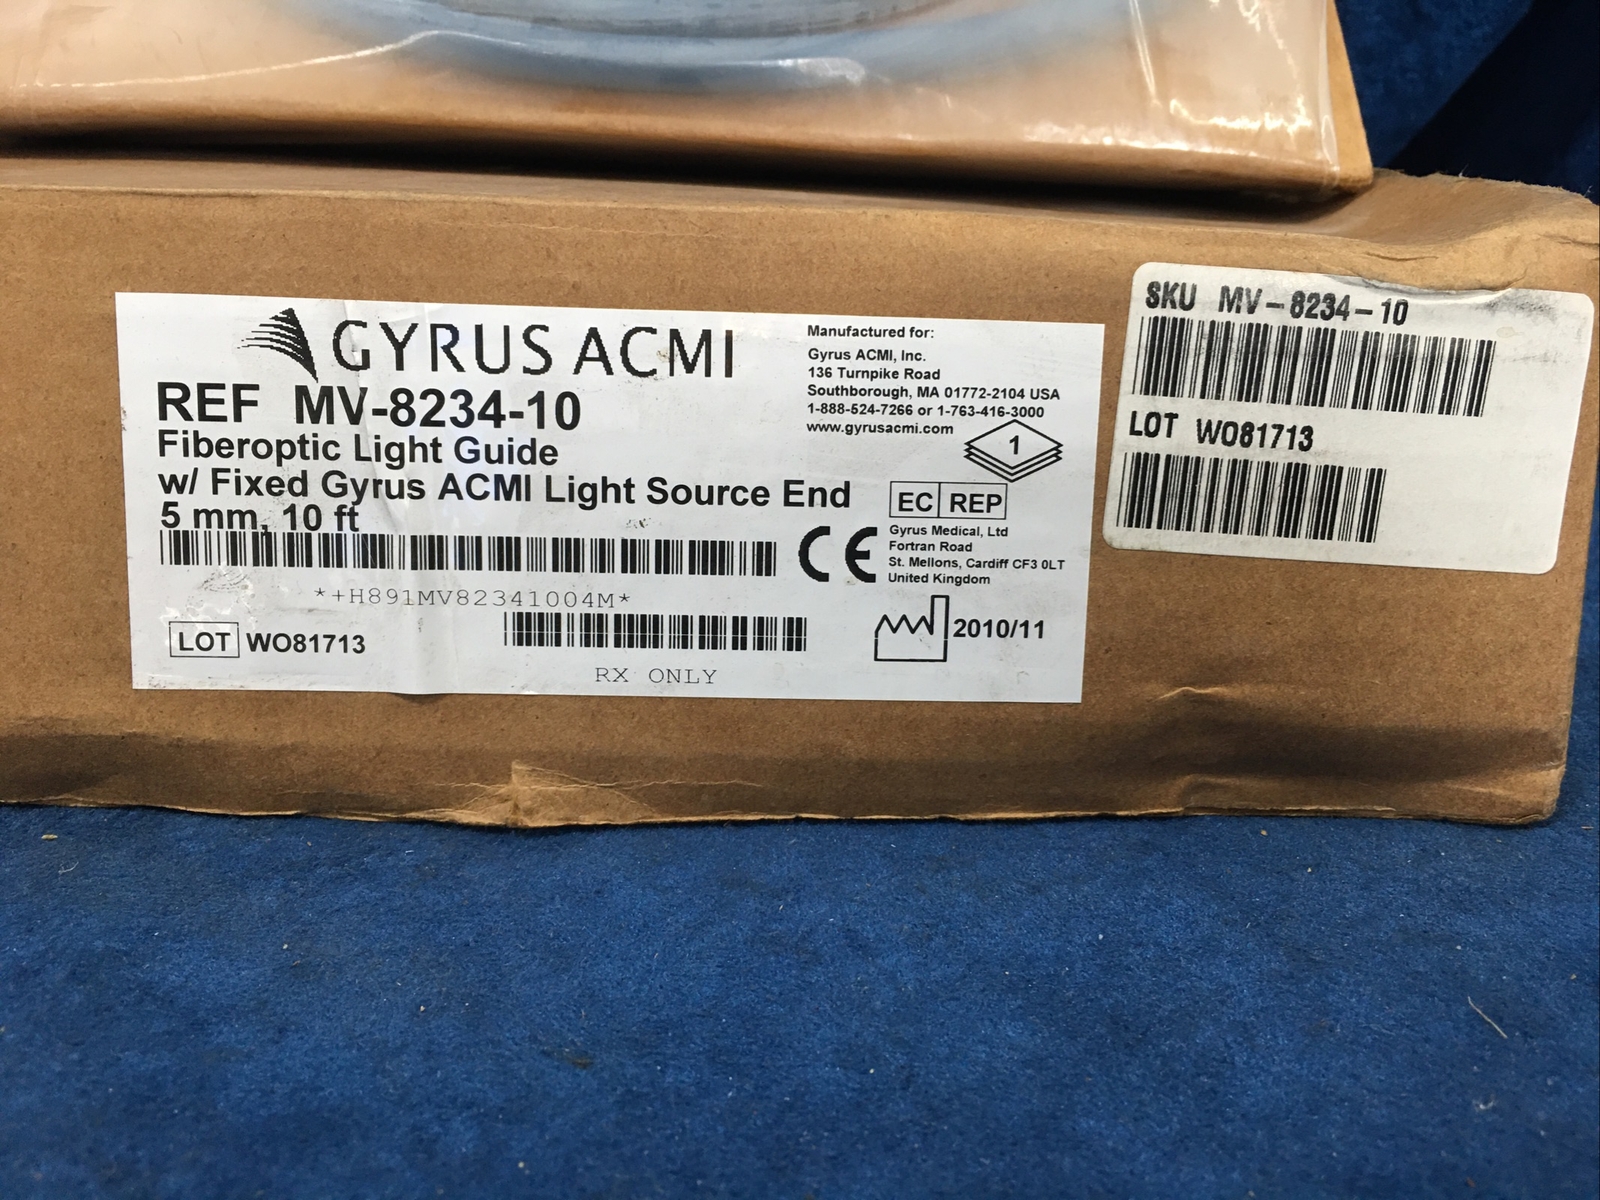 GYRUS ACMI
REF MV-8234-10
Fiberoptic Light Guide
w/ Fixed Gyrus ACMI Light Source End
5 mm, 10 ft
*+H891MV82341004M*
LOT WO81713
RX ONLY
Manufactured for:
Gyrus ACMI, Inc.
136 Turnpike Road
Southborough, MA 01772-2104 USA
1-888-524-7266 or 1-763-416-3000
www.gyrusacmi.com
1
EC REP
CE
Gyrus Medical, Ltd
Fortran Road
St. Mellons, Cardiff CF3 0LT
United Kingdom
2010/11
SKU MV-8234-10
LOT WO81713